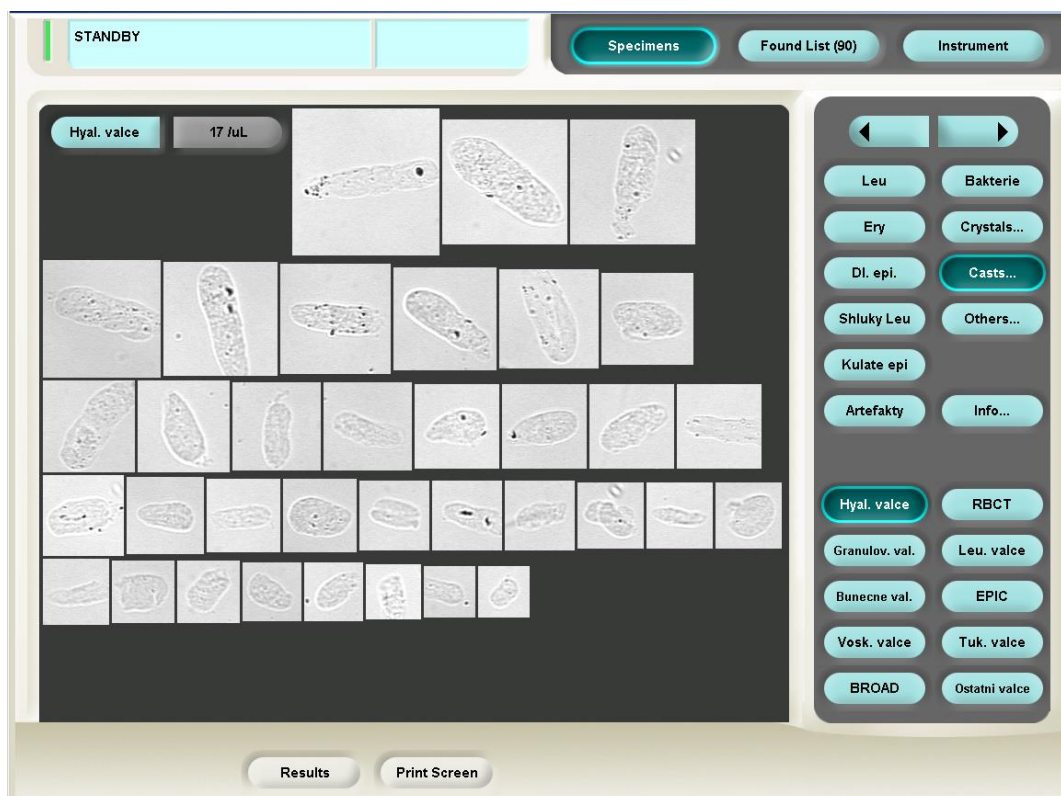 STANDBY
Specimens
Found List (90)
Instrument
Hyal. valce
17 /uL
Leu
Bakterie
Ery
Crystals...
Dl. epi.
Casts...
Shluky Leu
Others...
Kulate epi
Artefakty
Info...
Hyal. valce
RBCT
Granulov. val.
Leu. valce
Bunecne val.
EPIC
Vosk. valce
Tuk. valce
BROAD
Ostatni valce
Results
Print Screen